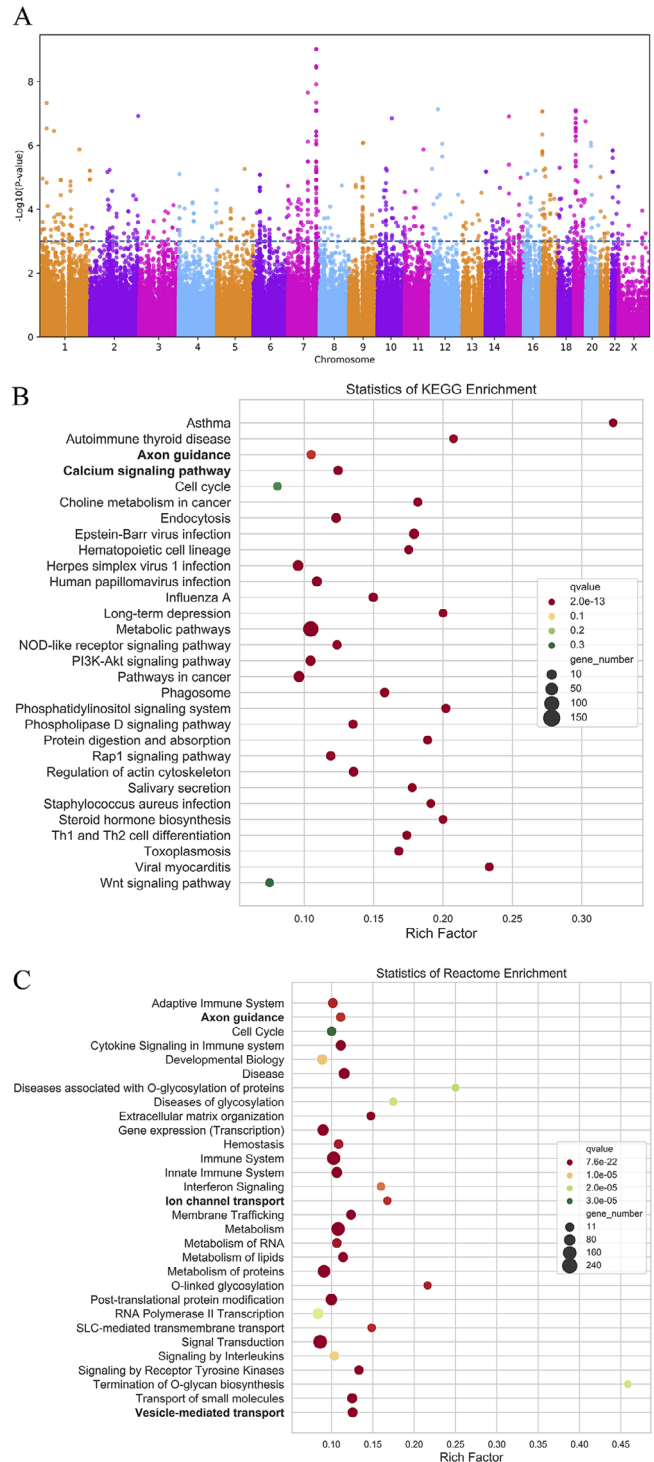 A
-Log10(P-value)
8
6
4
2
0
1 2 3 4 5 6 7 8 9 10 11 12 13 14 16 18 20 22 X
Chromosome
B
Statistics of KEGG Enrichment
Asthma
Autoimmune thyroid disease
Axon guidance
Calcium signaling pathway
Cell cycle
Choline metabolism in cancer
Endocytosis
Epstein-Barr virus infection
Hematopoietic cell lineage
Herpes simplex virus 1 infection
Human papillomavirus infection
Influenza A
Long-term depression
Metabolic pathways
NOD-like receptor signaling pathway
PI3K-Akt signaling pathway
Pathways in cancer
Phagosome
Phosphatidylinositol signaling system
Phospholipase D signaling pathway
Protein digestion and absorption
Rap1 signaling pathway
Regulation of actin cytoskeleton
Salivary secretion
Staphylococcus aureus infection
Steroid hormone biosynthesis
Th1 and Th2 cell differentiation
Toxoplasmosis
Viral myocarditis
Wnt signaling pathway
qvalue
2.0e-13
0.1
0.2
0.3
gene_number
10
50
100
150
0.10 0.15 0.20 0.25 0.30
Rich Factor
C
Statistics of Reactome Enrichment
Adaptive Immune System
Axon guidance
Cell Cycle
Cytokine Signaling in Immune system
Developmental Biology
Disease
Diseases associated with O-glycosylation of proteins
Diseases of glycosylation
Extracellular matrix organization
Gene expression (Transcription)
Hemostasis
Immune System
Innate Immune System
Interferon Signaling
Ion channel transport
Membrane Trafficking
Metabolism
Metabolism of RNA
Metabolism of lipids
Metabolism of proteins
O-linked glycosylation
Post-translational protein modification
RNA Polymerase II Transcription
SLC-mediated transmembrane transport
Signal Transduction
Signaling by Interleukins
Signaling by Receptor Tyrosine Kinases
Termination of O-glycan biosynthesis
Transport of small molecules
Vesicle-mediated transport
qvalue
7.6e-22
1.0e-05
2.0e-05
3.0e-05
gene_number
11
80
160
240
0.10 0.15 0.20 0.25 0.30 0.35 0.40 0.45
Rich Factor